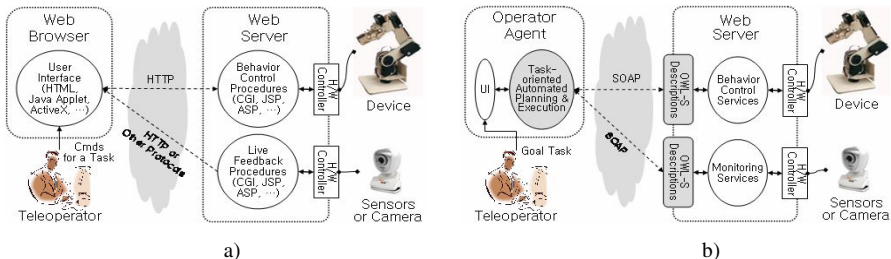 Web
Browser
User
Interface
(HTML,
Java Applet,
ActiveX, …)
Cmds
for a Task
Teleoperator
HTTP
HTTP or
Other Protocols
Web
Server
Behavior
Control
Procedures
(CGI, JSP,
ASP, …)
Live
Feedback
Procedures
(CGI, JSP,
ASP, …)
H/W
Controller
H/W
Controller
Device
Sensors
or Camera
a)
Operator
Agent
UI
Task-
oriented
Automated
Planning &
Execution
Goal Task
Teleoperator
SOAP
SOAP
Web
Server
OWL-S
Descriptions
OWL-S
Descriptions
Behavior
Control
Services
Monitoring
Services
H/W
Controller
H/W
Controller
Device
Sensors
or Camera
b)